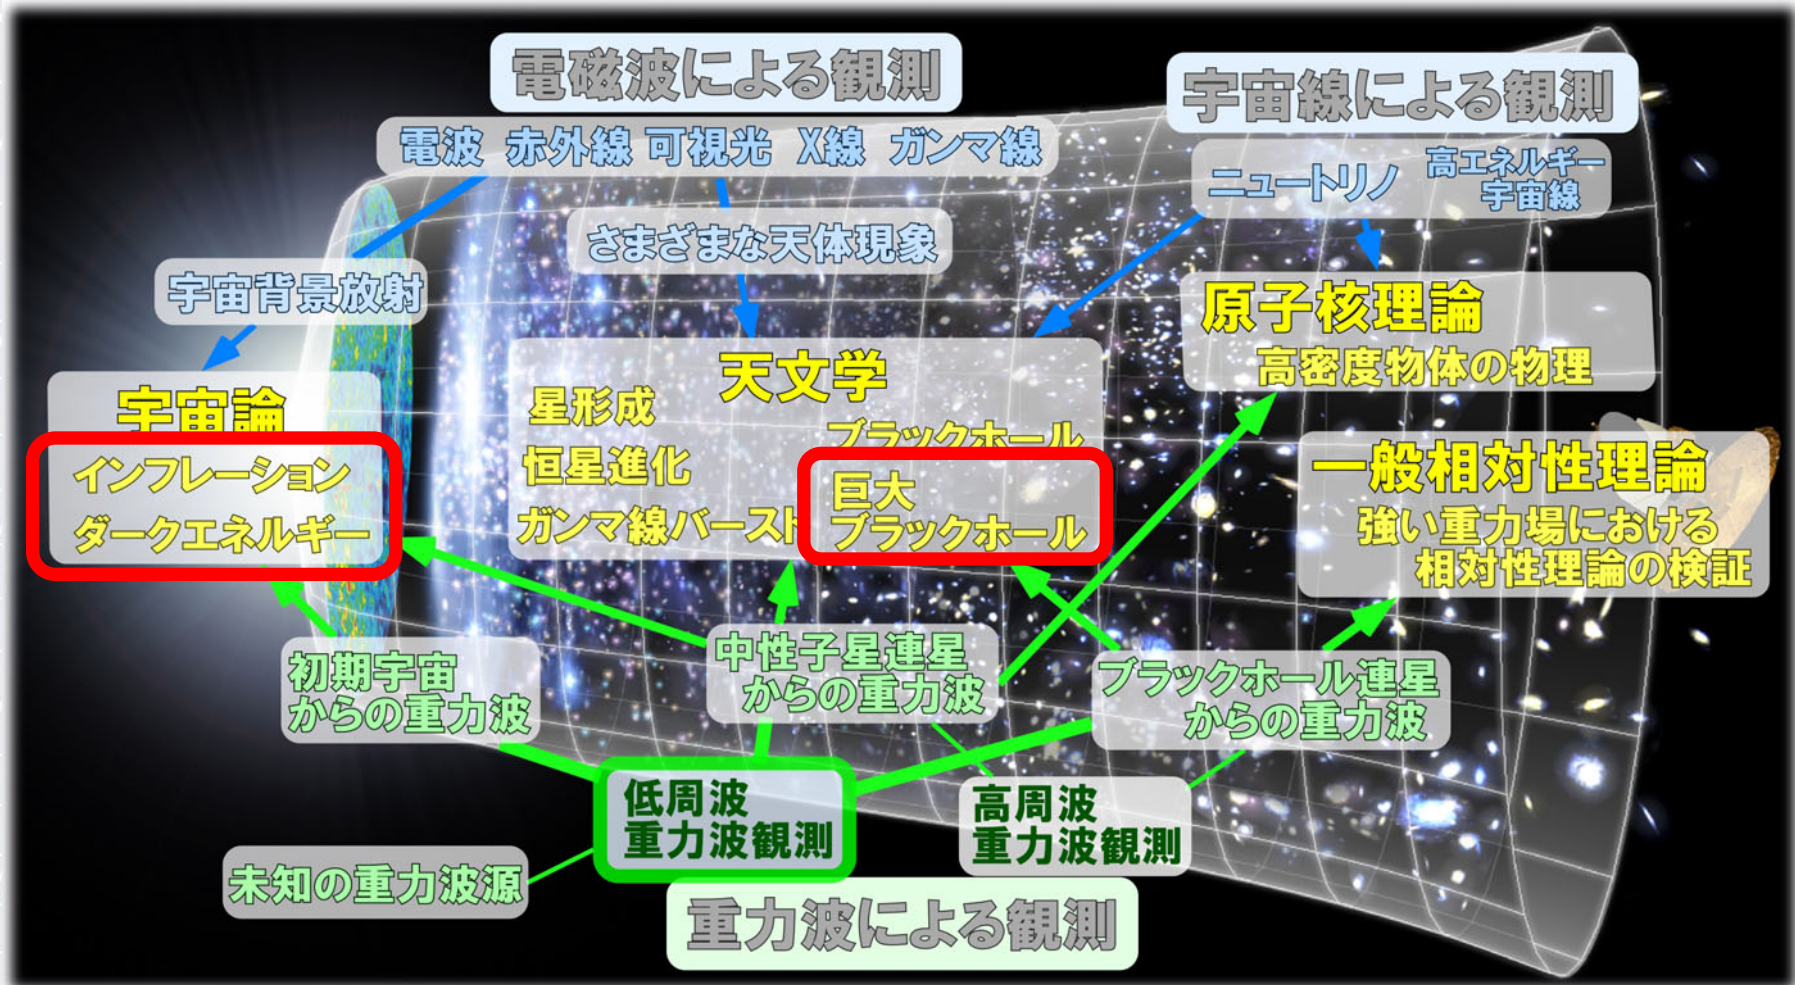 電磁波による観測
電波 赤外線 可視光 X線 ガンマ線
宇宙線による観測
ニュートリノ
高エネルギー
宇宙線
さまざまな天体現象
宇宙背景放射
原子核理論
高密度物体の物理
宇宙論
インフレーション
ダークエネルギー
天文学
星形成
恒星進化
ガンマ線バースト
ブラックホール
巨大
ブラックホール
一般相対性理論
強い重力場における
相対性理論の検証
初期宇宙
からの重力波
中性子星連星
からの重力波
ブラックホール連星
からの重力波
低周波
重力波観測
高周波
重力波観測
未知の重力波源
重力波による観測